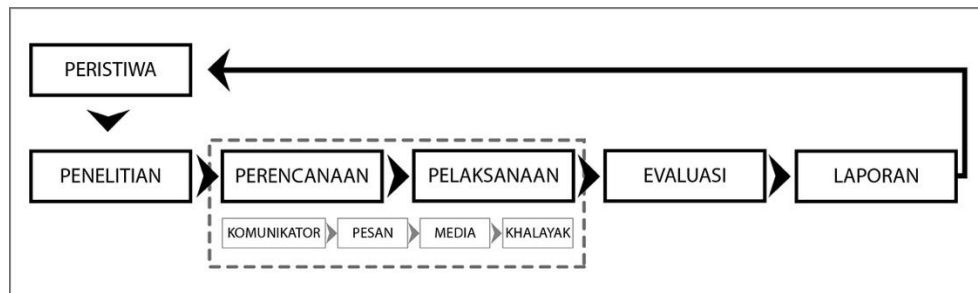 PERISTIWA
PENELITIAN
PERENCANAAN
PELAKSANAAN
EVALUASI
LAPORAN
KOMUNIKATOR
PESAN
MEDIA
KHALAYAK